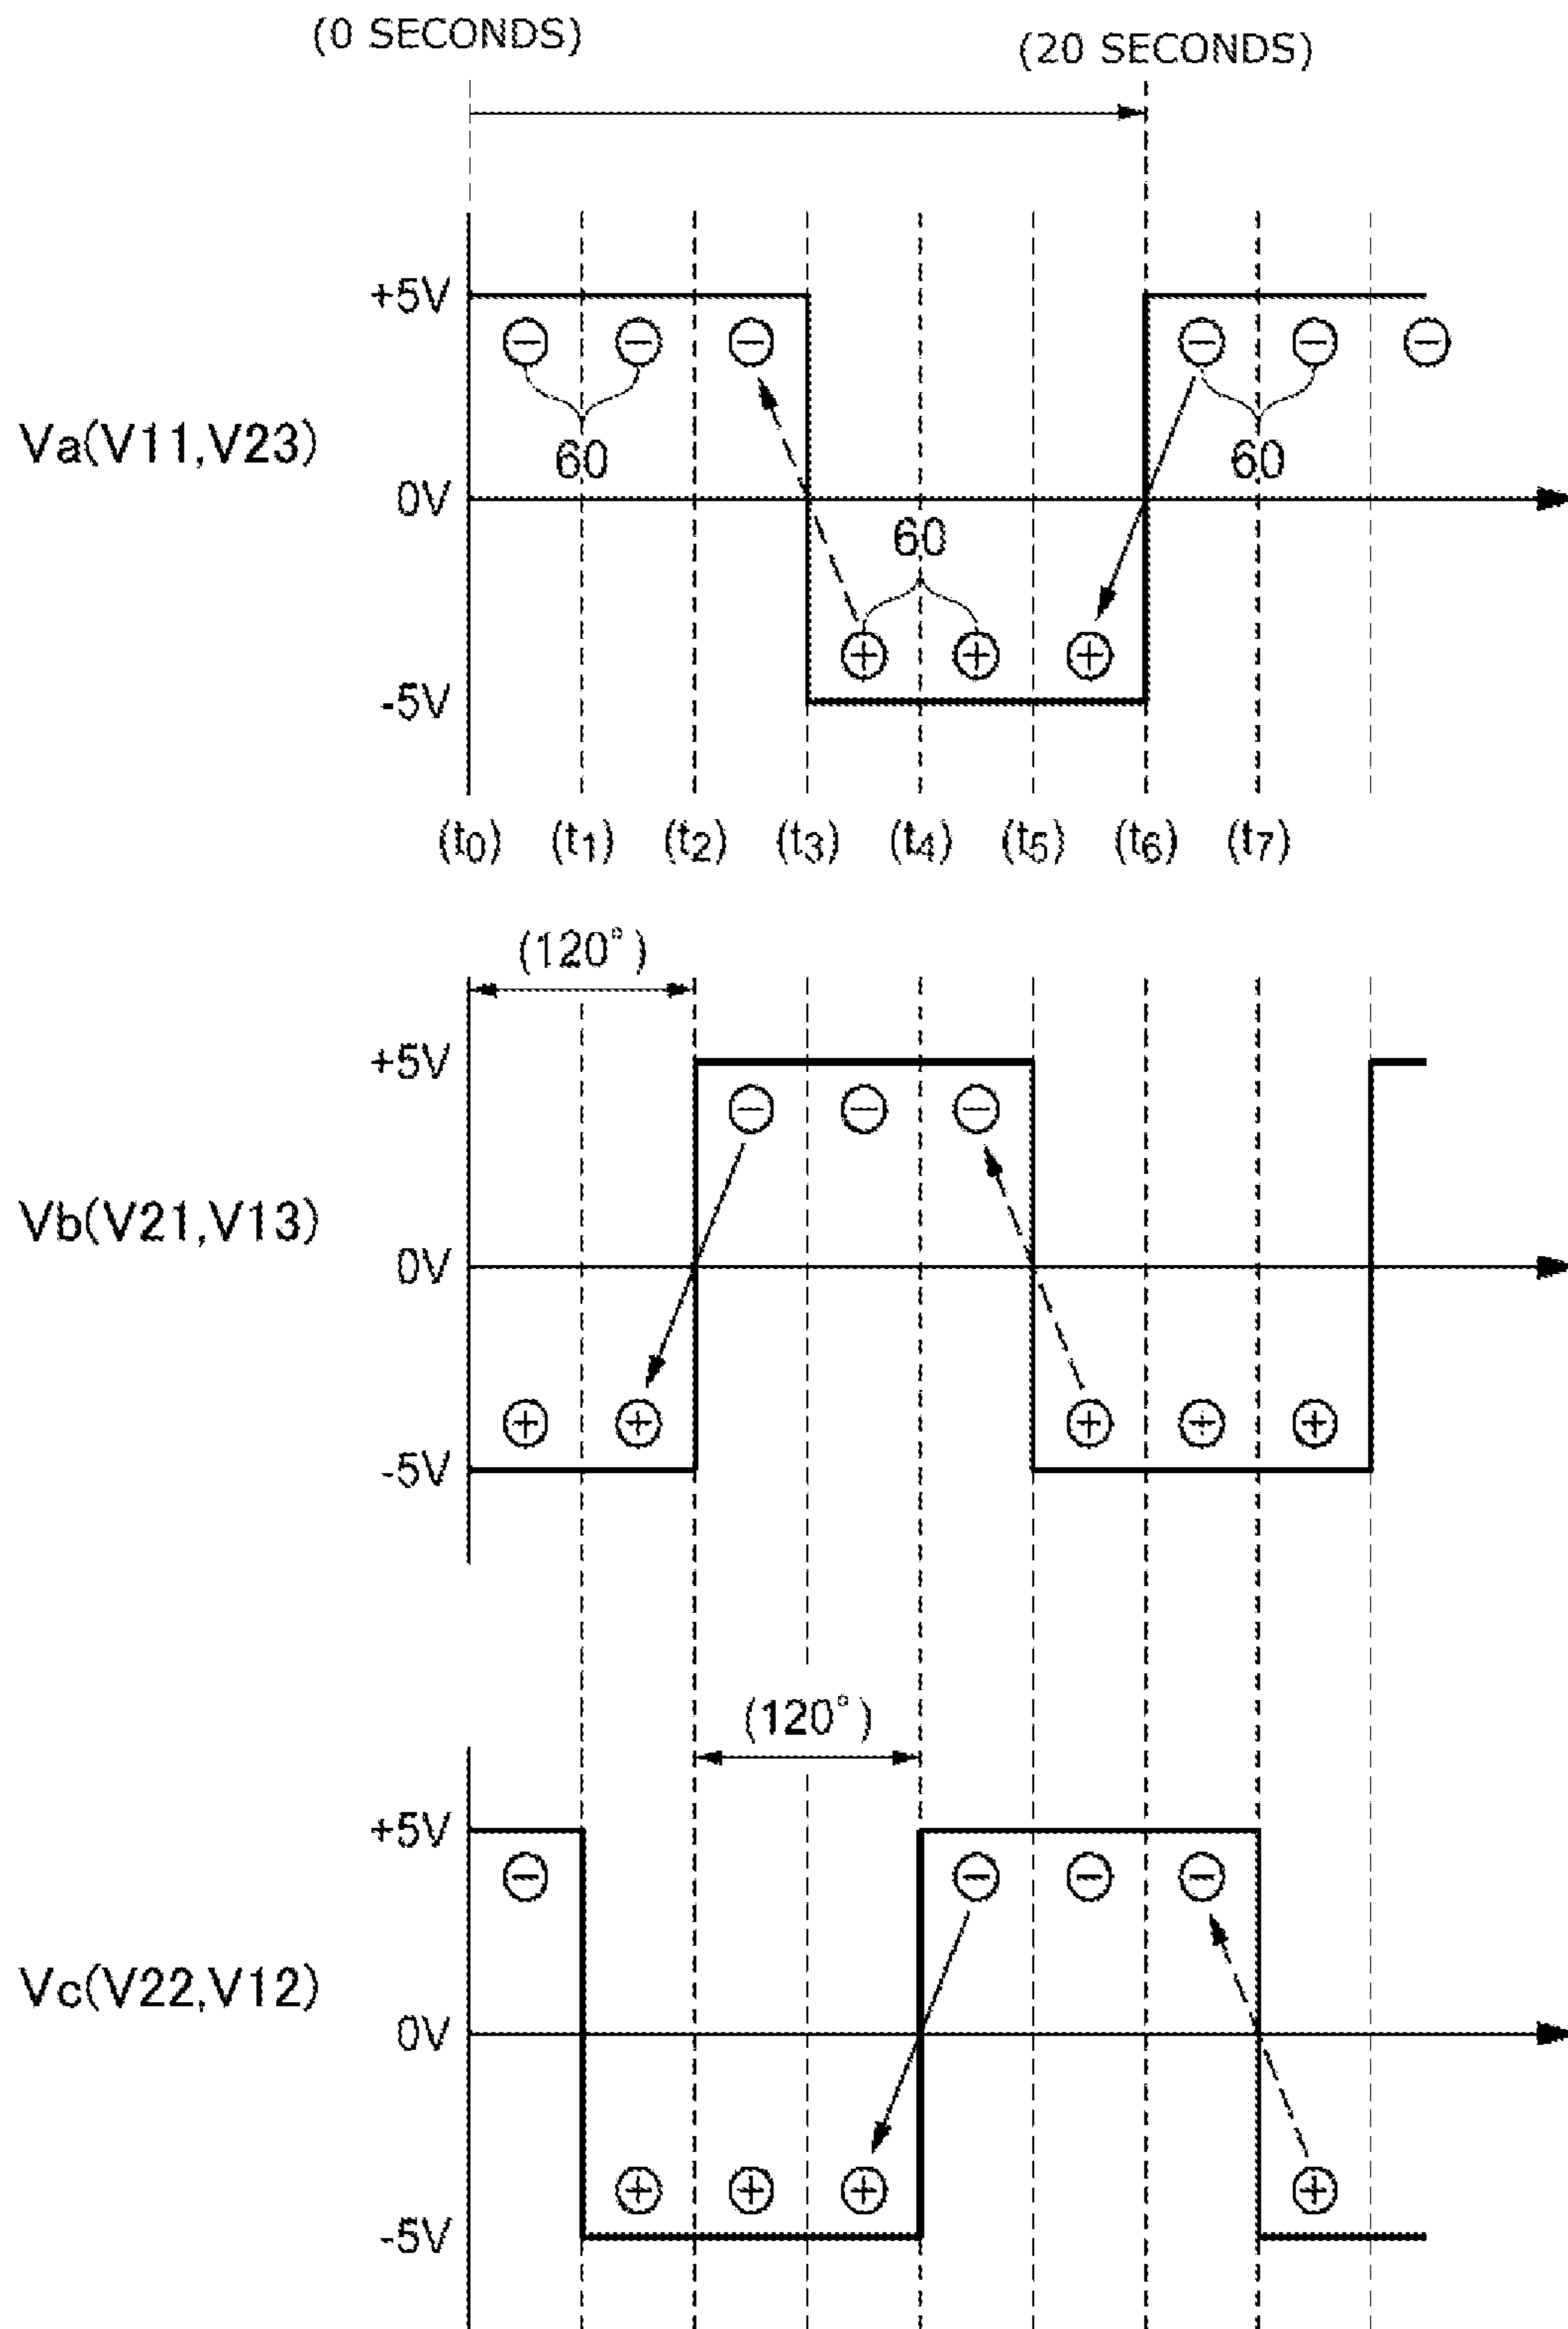 (0 SECONDS)
(20 SECONDS)
+5V
⊖ ⊖ ⊖ ⊖ ⊖ ⊖
Va(V11,V23)
60
60
0V
60
⊕ ⊕ ⊕
-5V
(t0) (t1) (t2) (t3) (t4) (t5) (t6) (t7)
(120°)
+5V
⊖ ⊖ ⊖
Vb(V21,V13)
0V
⊕ ⊕ ⊕ ⊕ ⊕
-5V
(120°)
+5V
⊖ ⊖ ⊖ ⊖
Vc(V22,V12)
0V
⊕ ⊕ ⊕ ⊕
-5V